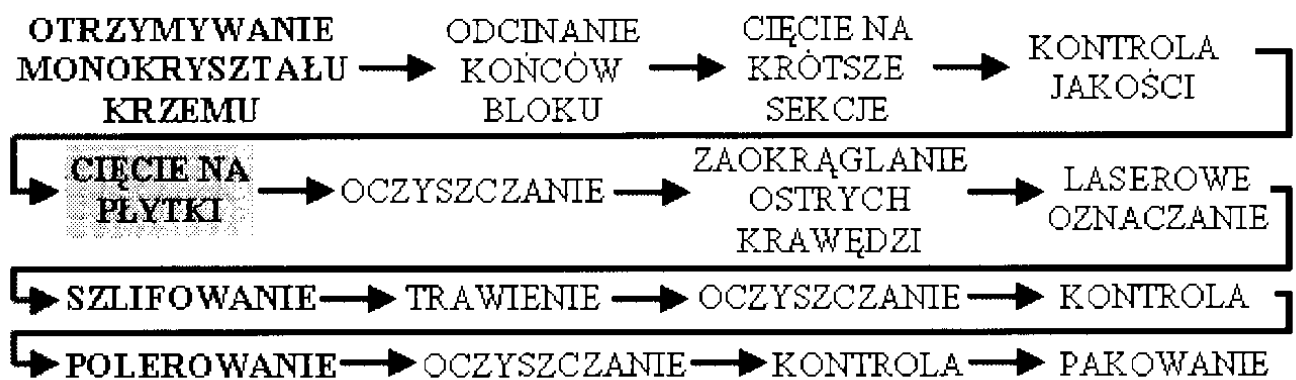 OTRZYMYWANIE
MONOKRYSZTAŁU
KRZEMU
ODCINANIE
KOŃCÓW
BLOKU
CIĘCIE NA
KRÓTSZE
SEKCJE
KONTROLA
JAKOŚCI
CIĘCIE NA
PŁYTKI
OCZYSZCZANIE
ZAOKRĄGLANIE
OSTRYCH
KRAWĘDZI
LASEROWE
OZNACZANIE
SZLIFOWANIE
TRAWIENIE
OCZYSZCZANIE
KONTROLA
POLEROWANIE
OCZYSZCZANIE
KONTROLA
PAKOWANIE